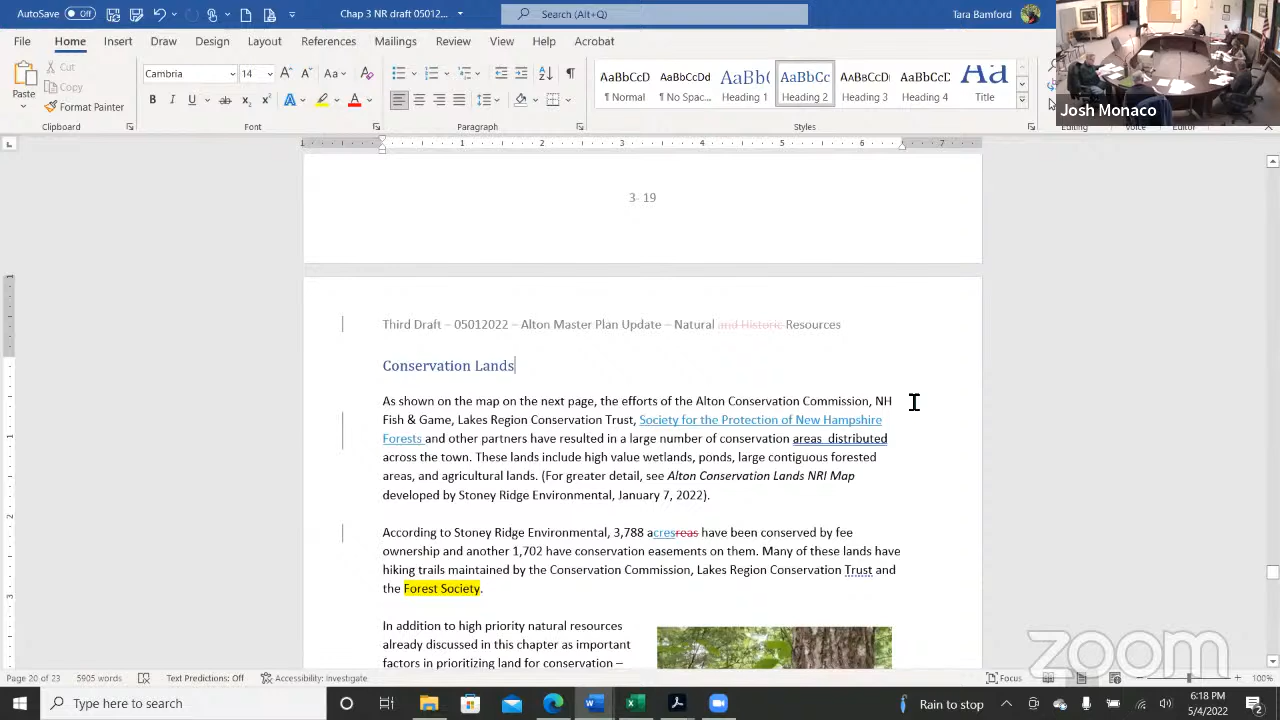 Chap 3 NR 3rd Draft 05012022
Tara Bamford
File Home Insert Draw Design Layout References Mailings Review View Help Acrobat
Josh Monaco
Paste
Cut
Copy
Format Painter
Cambria 14
Clipboard Font Paragraph Styles Editing Voice Editor
AaBbCcD AaBbCcDd AaBbC AaBbCc AaBbCcD AaBbCcD Aa
¶ Normal ¶ No Spac... Heading 1 Heading 2 Heading 3 Heading 4 Title
3- 19
Third Draft – 05012022 – Alton Master Plan Update – Natural and Historic Resources
Conservation Lands
As shown on the map on the next page, the efforts of the Alton Conservation Commission, NH
Fish & Game, Lakes Region Conservation Trust, Society for the Protection of New Hampshire
Forests and other partners have resulted in a large number of conservation areas distributed
across the town. These lands include high value wetlands, ponds, large contiguous forested
areas, and agricultural lands. (For greater detail, see Alton Conservation Lands NRI Map
developed by Stoney Ridge Environmental, January 7, 2022).
According to Stoney Ridge Environmental, 3,788 acresreas have been conserved by fee
ownership and another 1,702 have conservation easements on them. Many of these lands have
hiking trails maintained by the Conservation Commission, Lakes Region Conservation Trust and
the Forest Society.
In addition to high priority natural resources
already discussed in this chapter as important
factors in prioritizing land for conservation –
zoom
Page 20 of 23 5905 words Text Predictions: Off Accessibility: Investigate Focus 100%
Type here to search
Rain to stop
6:18 PM
5/4/2022
2